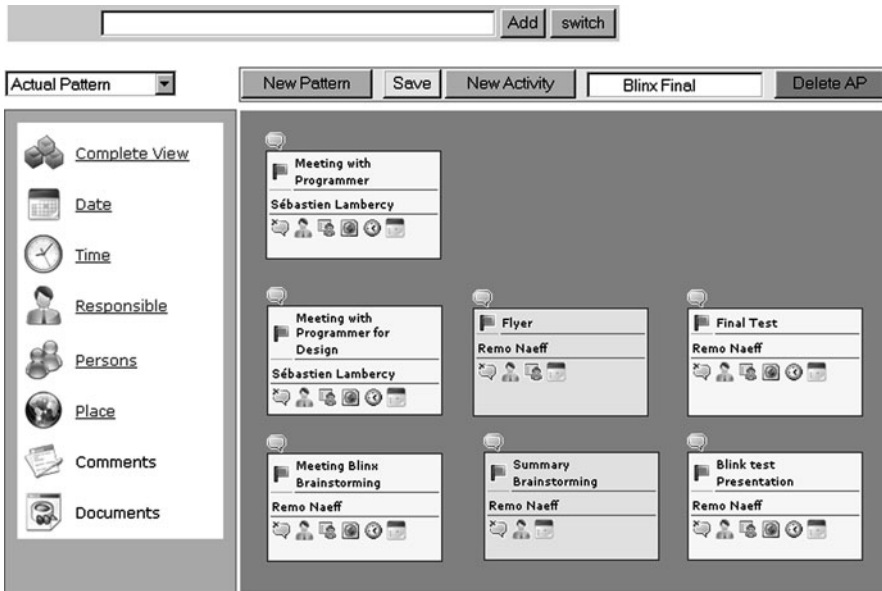 Add switch
Actual Pattern New Pattern Save New Activity Blinx Final Delete AP
Complete View
Date
Time
Responsible
Persons
Place
Comments
Documents
Meeting with
Programmer
Sébastien Lambercy
Meeting with
Programmer for
Design
Sébastien Lambercy
Flyer
Remo Naeff
Final Test
Remo Naeff
Meeting Blinx
Brainstorming
Remo Naeff
Summary
Brainstorming
Remo Naeff
Blink test
Presentation
Remo Naeff